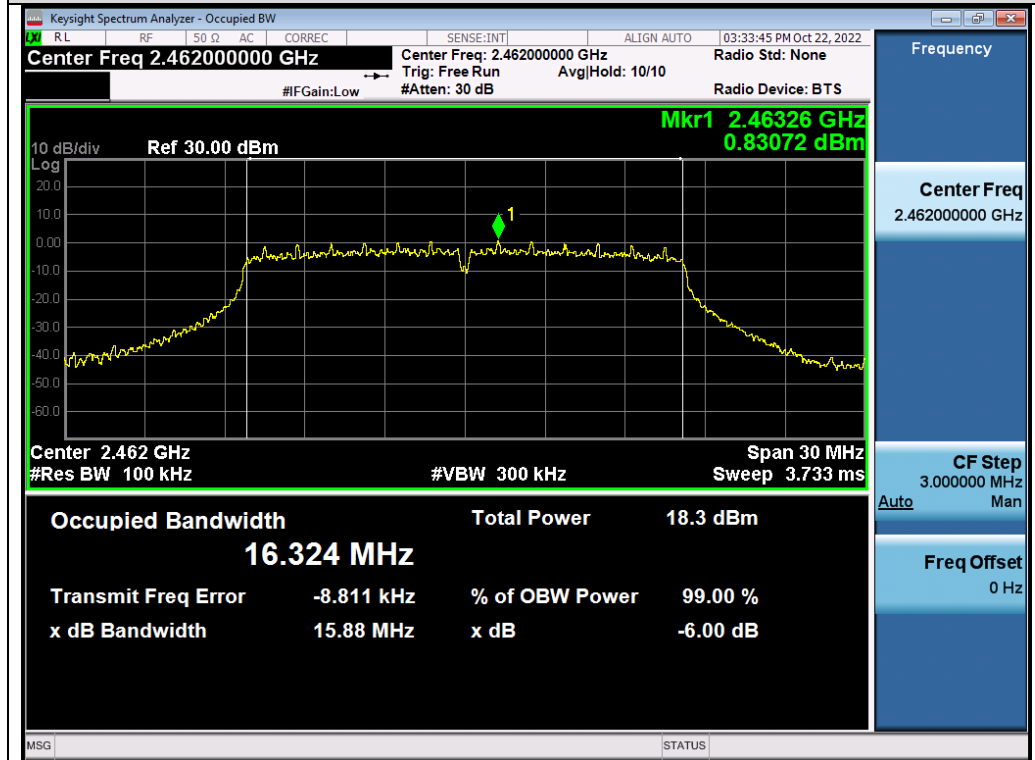 Keysight Spectrum Analyzer - Occupied BW
LXI RL RF 50 Ω AC CORREC SENSE:INT ALIGN AUTO 03:33:45 PM Oct 22, 2022
Center Freq 2.462000000 GHz
Center Freq: 2.462000000 GHz Radio Std: None
Trig: Free Run Avg|Hold: 10/10
#IFGain:Low #Atten: 30 dB Radio Device: BTS
Mkr1 2.46326 GHz
0.83072 dBm
10 dB/div Ref 30.00 dBm
Log
20.0
10.0
1
0.00
-10.0
-20.0
-30.0
-40.0
-50.0
-60.0
Center 2.462 GHz Span 30 MHz
#Res BW 100 kHz #VBW 300 kHz Sweep 3.733 ms
Occupied Bandwidth Total Power 18.3 dBm
16.324 MHz
Transmit Freq Error -8.811 kHz % of OBW Power 99.00 %
x dB Bandwidth 15.88 MHz x dB -6.00 dB
Frequency
Center Freq
2.462000000 GHz
CF Step
3.000000 MHz
Auto Man
Freq Offset
0 Hz
MSG STATUS